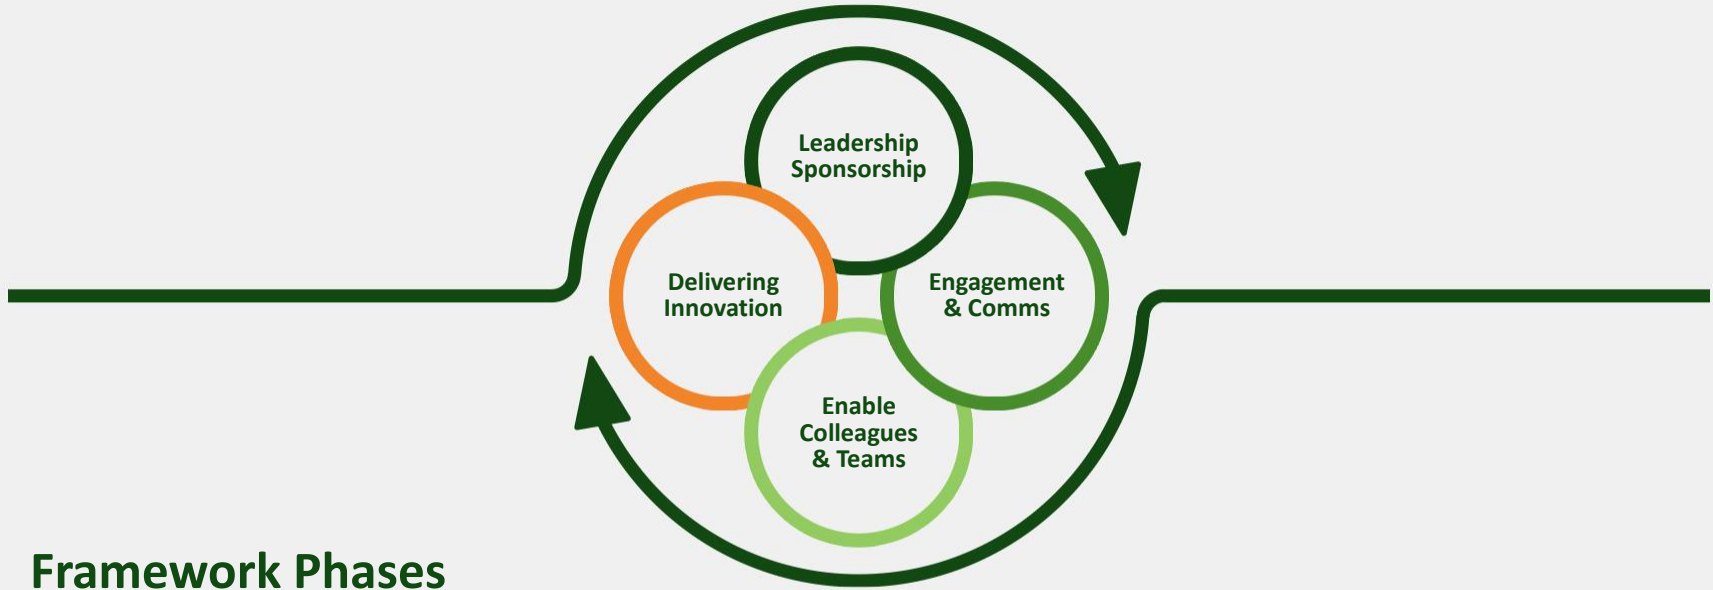 Leadership
Sponsorship
Delivering
Innovation
Engagement
& Comms
Enable
Colleagues
& Teams
Framework Phases